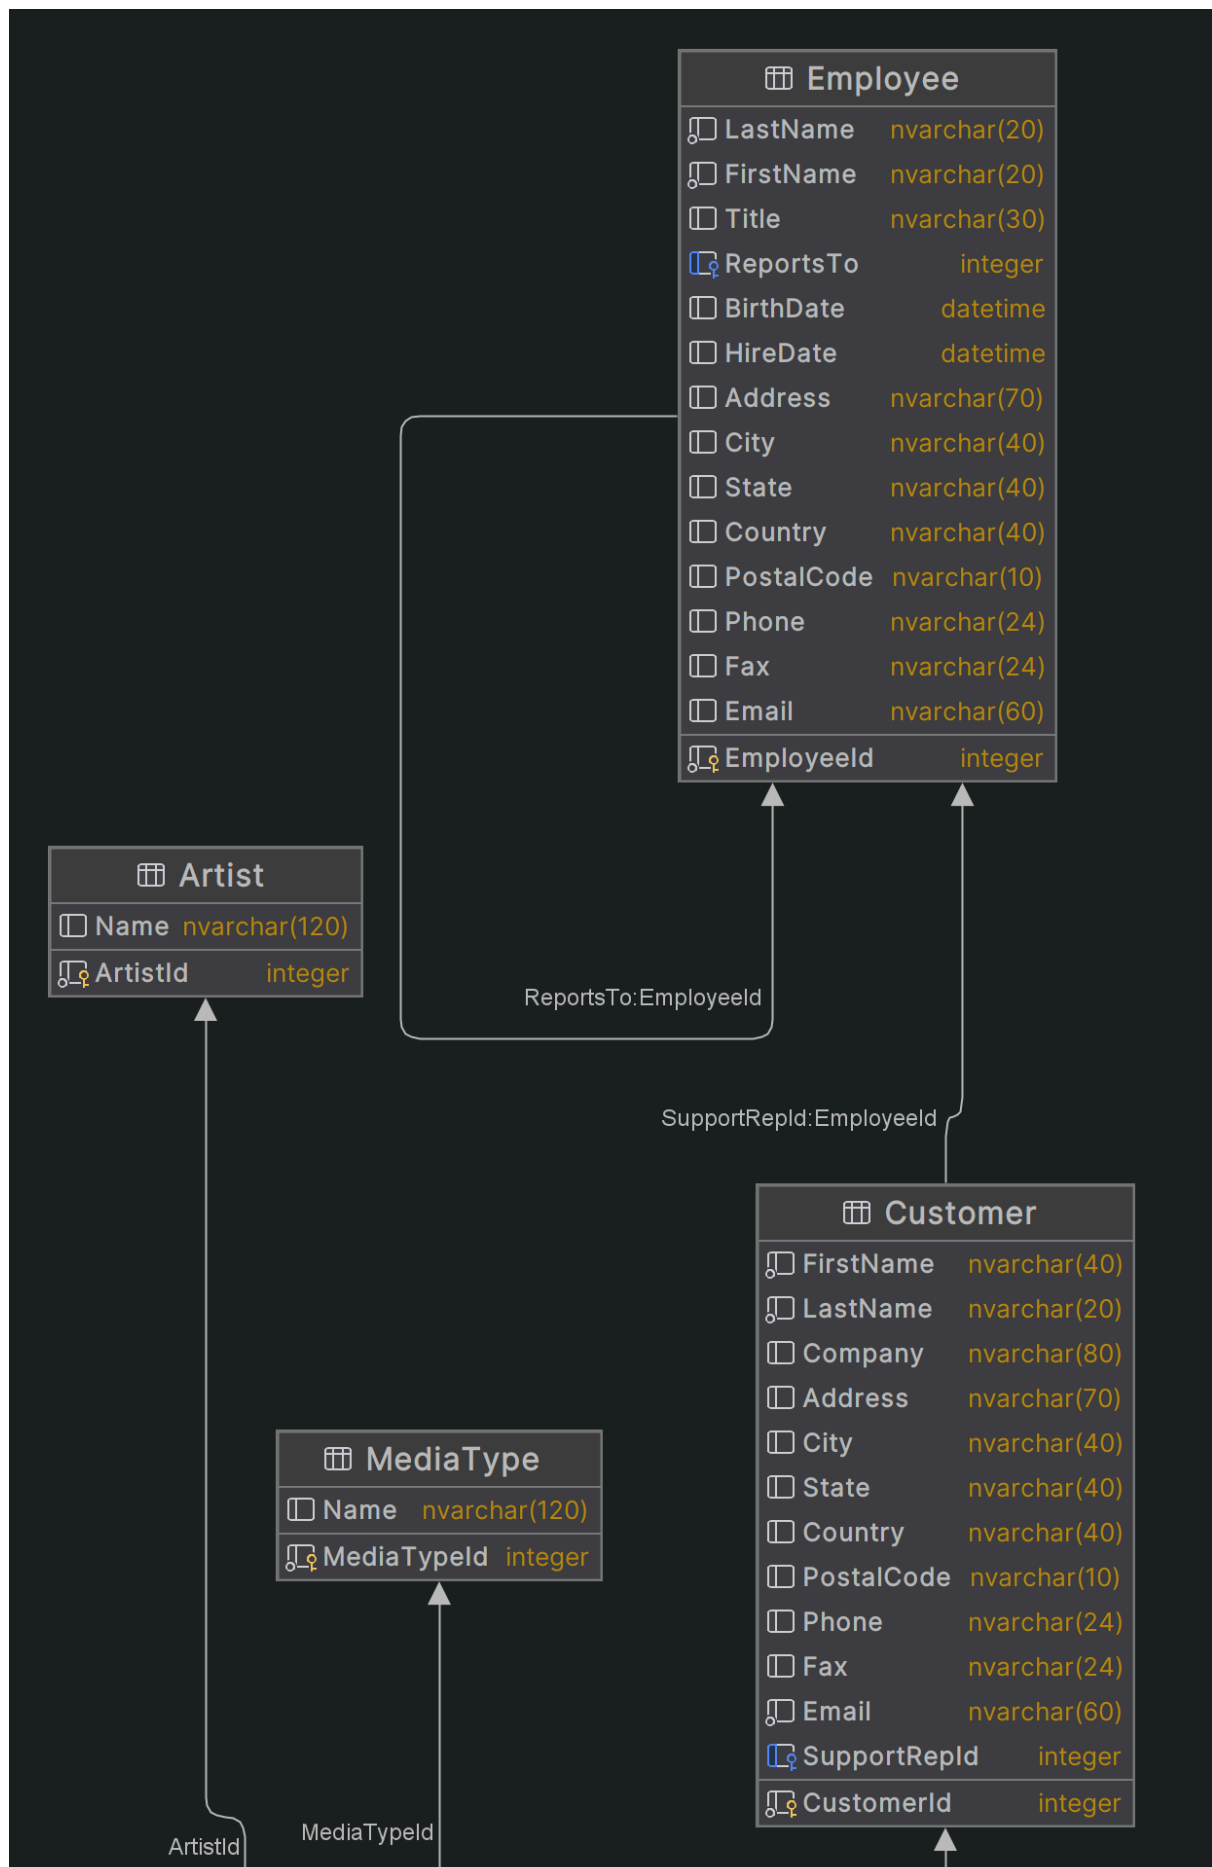 Employee
LastName nvarchar(20)
FirstName nvarchar(20)
Title nvarchar(30)
ReportsTo integer
BirthDate datetime
HireDate datetime
Address nvarchar(70)
City nvarchar(40)
State nvarchar(40)
Country nvarchar(40)
PostalCode nvarchar(10)
Phone nvarchar(24)
Fax nvarchar(24)
Email nvarchar(60)
EmployeeId integer
Artist
Name nvarchar(120)
ArtistId integer
ReportsTo:EmployeeId
SupportRepId:EmployeeId
Customer
FirstName nvarchar(40)
LastName nvarchar(20)
Company nvarchar(80)
Address nvarchar(70)
City nvarchar(40)
State nvarchar(40)
Country nvarchar(40)
PostalCode nvarchar(10)
Phone nvarchar(24)
Fax nvarchar(24)
Email nvarchar(60)
SupportRepId integer
CustomerId integer
MediaType
Name nvarchar(120)
MediaTypeId integer
MediaTypeId
ArtistId